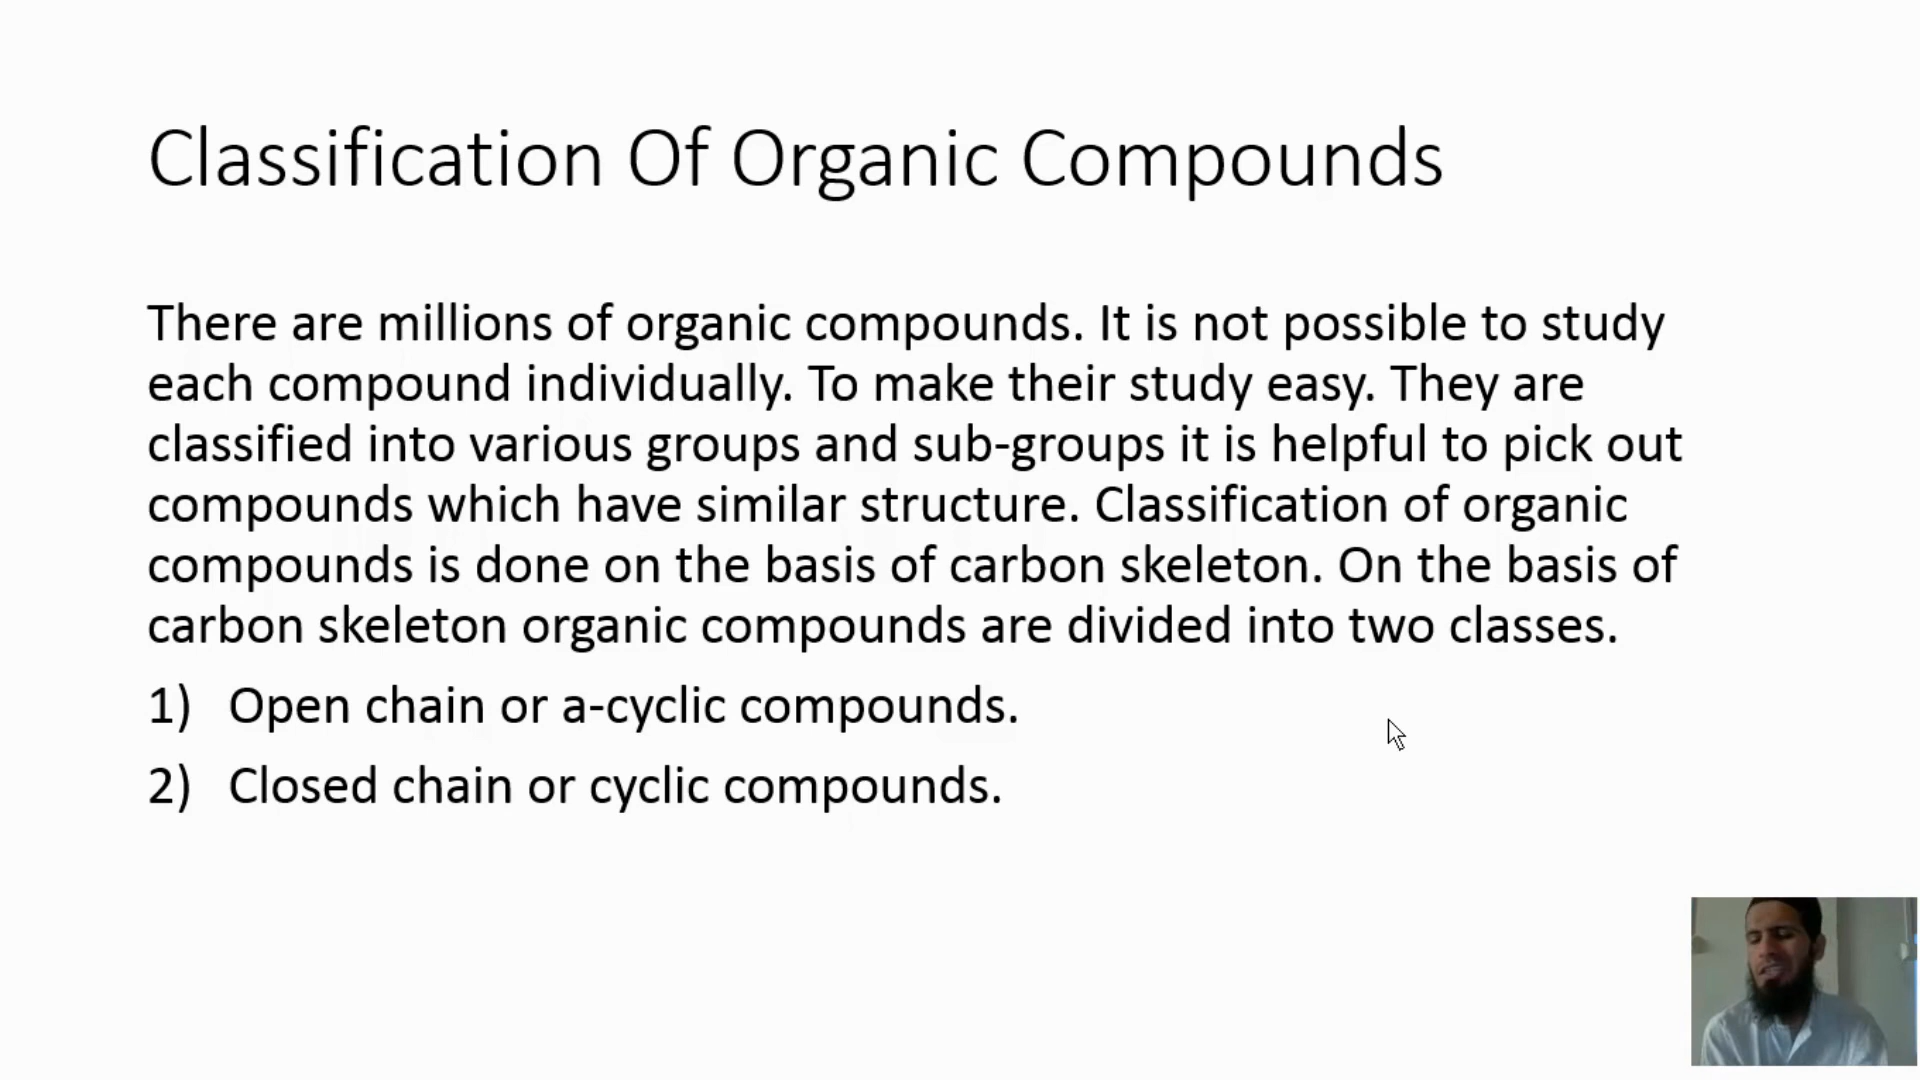 Classification Of Organic Compounds
There are millions of organic compounds. It is not possible to study
each compound individually. To make their study easy. They are
classified into various groups and sub-groups it is helpful to pick out
compounds which have similar structure. Classification of organic
compounds is done on the basis of carbon skeleton. On the basis of
carbon skeleton organic compounds are divided into two classes.
1) Open chain or a-cyclic compounds.
2) Closed chain or cyclic compounds.